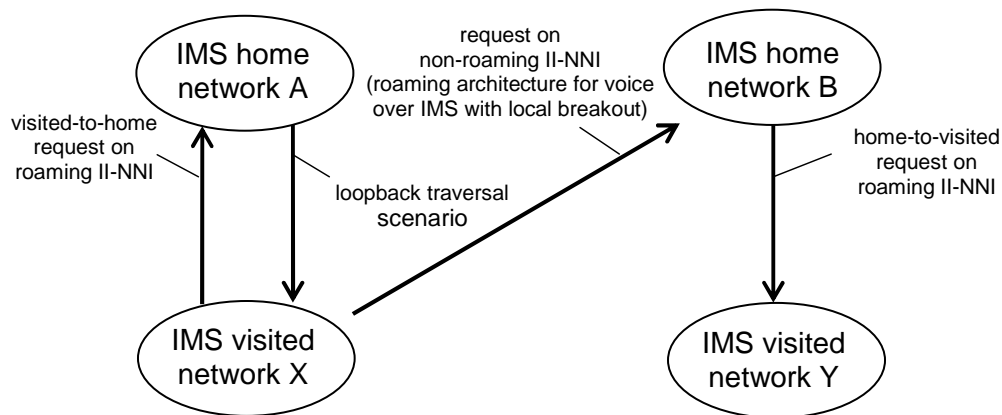 IMS home
network A
request on
non-roaming II-NNI
(roaming architecture for voice
over IMS with local breakout)
IMS home
network B
visited-to-home
request on
roaming II-NNI
loopback traversal
scenario
home-to-visited
request on
roaming II-NNI
IMS visited
network X
IMS visited
network Y